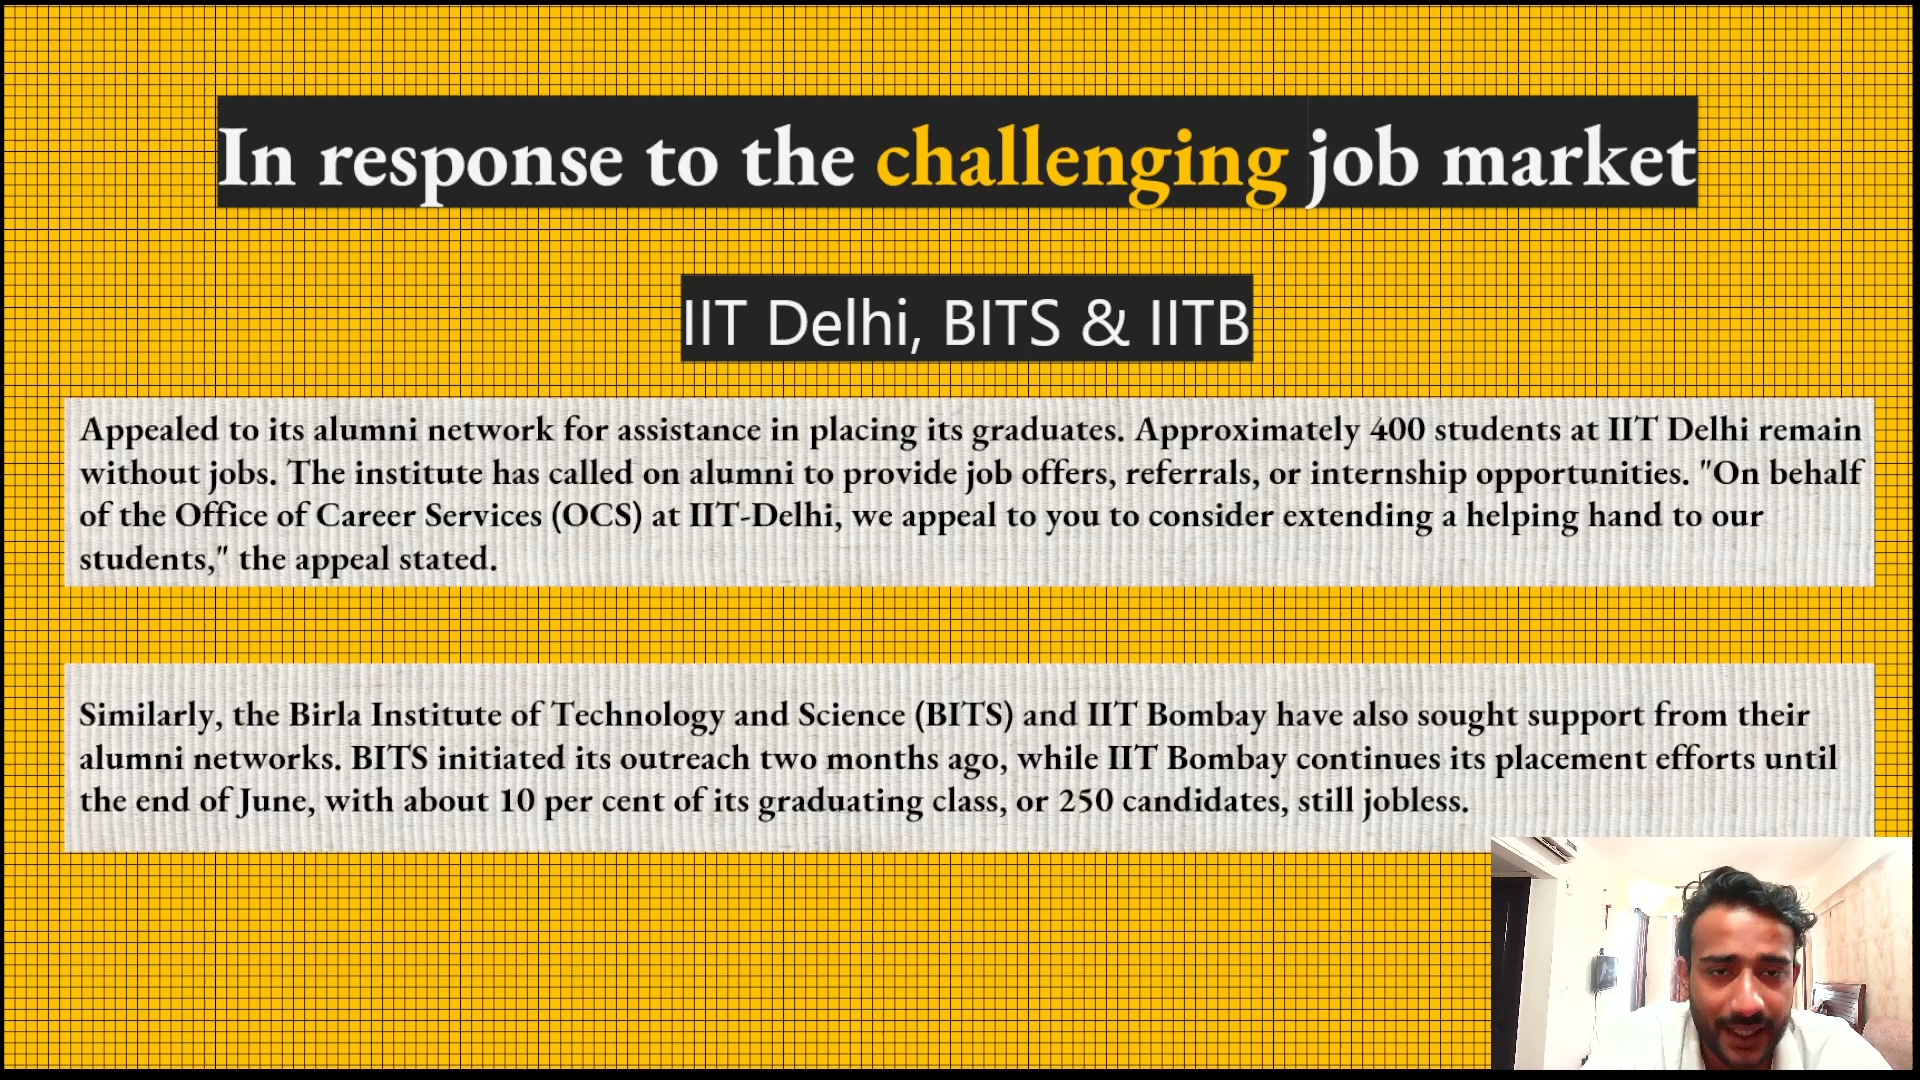 In response to the challenging job market
IIT Delhi, BITS & IITB
Appealed to its alumni network for assistance in placing its graduates. Approximately 400 students at IIT Delhi remain
without jobs. The institute has called on alumni to provide job offers, referrals, or internship opportunities. "On behalf
of the Office of Career Services (OCS) at IIT-Delhi, we appeal to you to consider extending a helping hand to our
students," the appeal stated.
Similarly, the Birla Institute of Technology and Science (BITS) and IIT Bombay have also sought support from their
alumni networks. BITS initiated its outreach two months ago, while IIT Bombay continues its placement efforts until
the end of June, with about 10 per cent of its graduating class, or 250 candidates, still jobless.